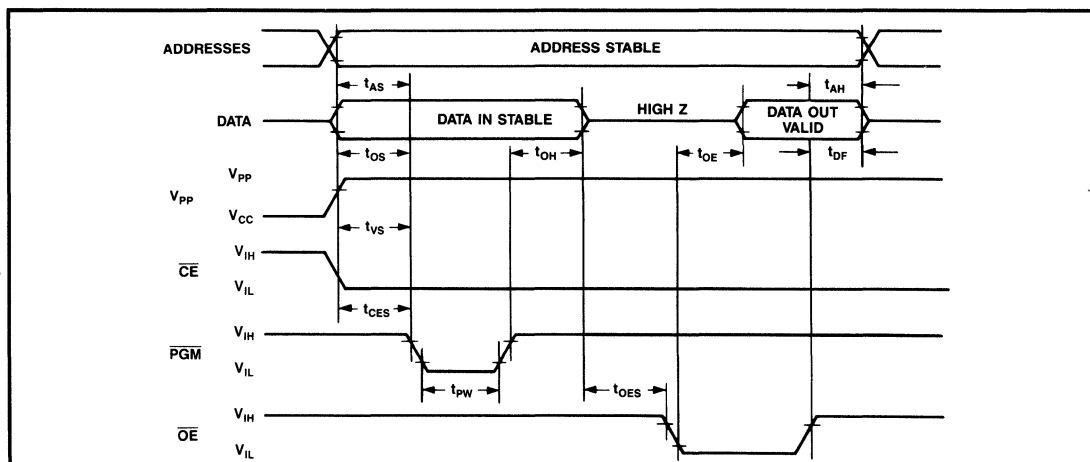 ADDRESSES
ADDRESS STABLE
tAS
tAH
DATA
DATA IN STABLE
HIGH Z
DATA OUT
VALID
tOS
tOH
tOE
tDF
VPP
VPP
VCC
tVS
CE
VIH
VIL
tCES
PGM
VIH
VIL
tPW
tOES
OE
VIH
VIL